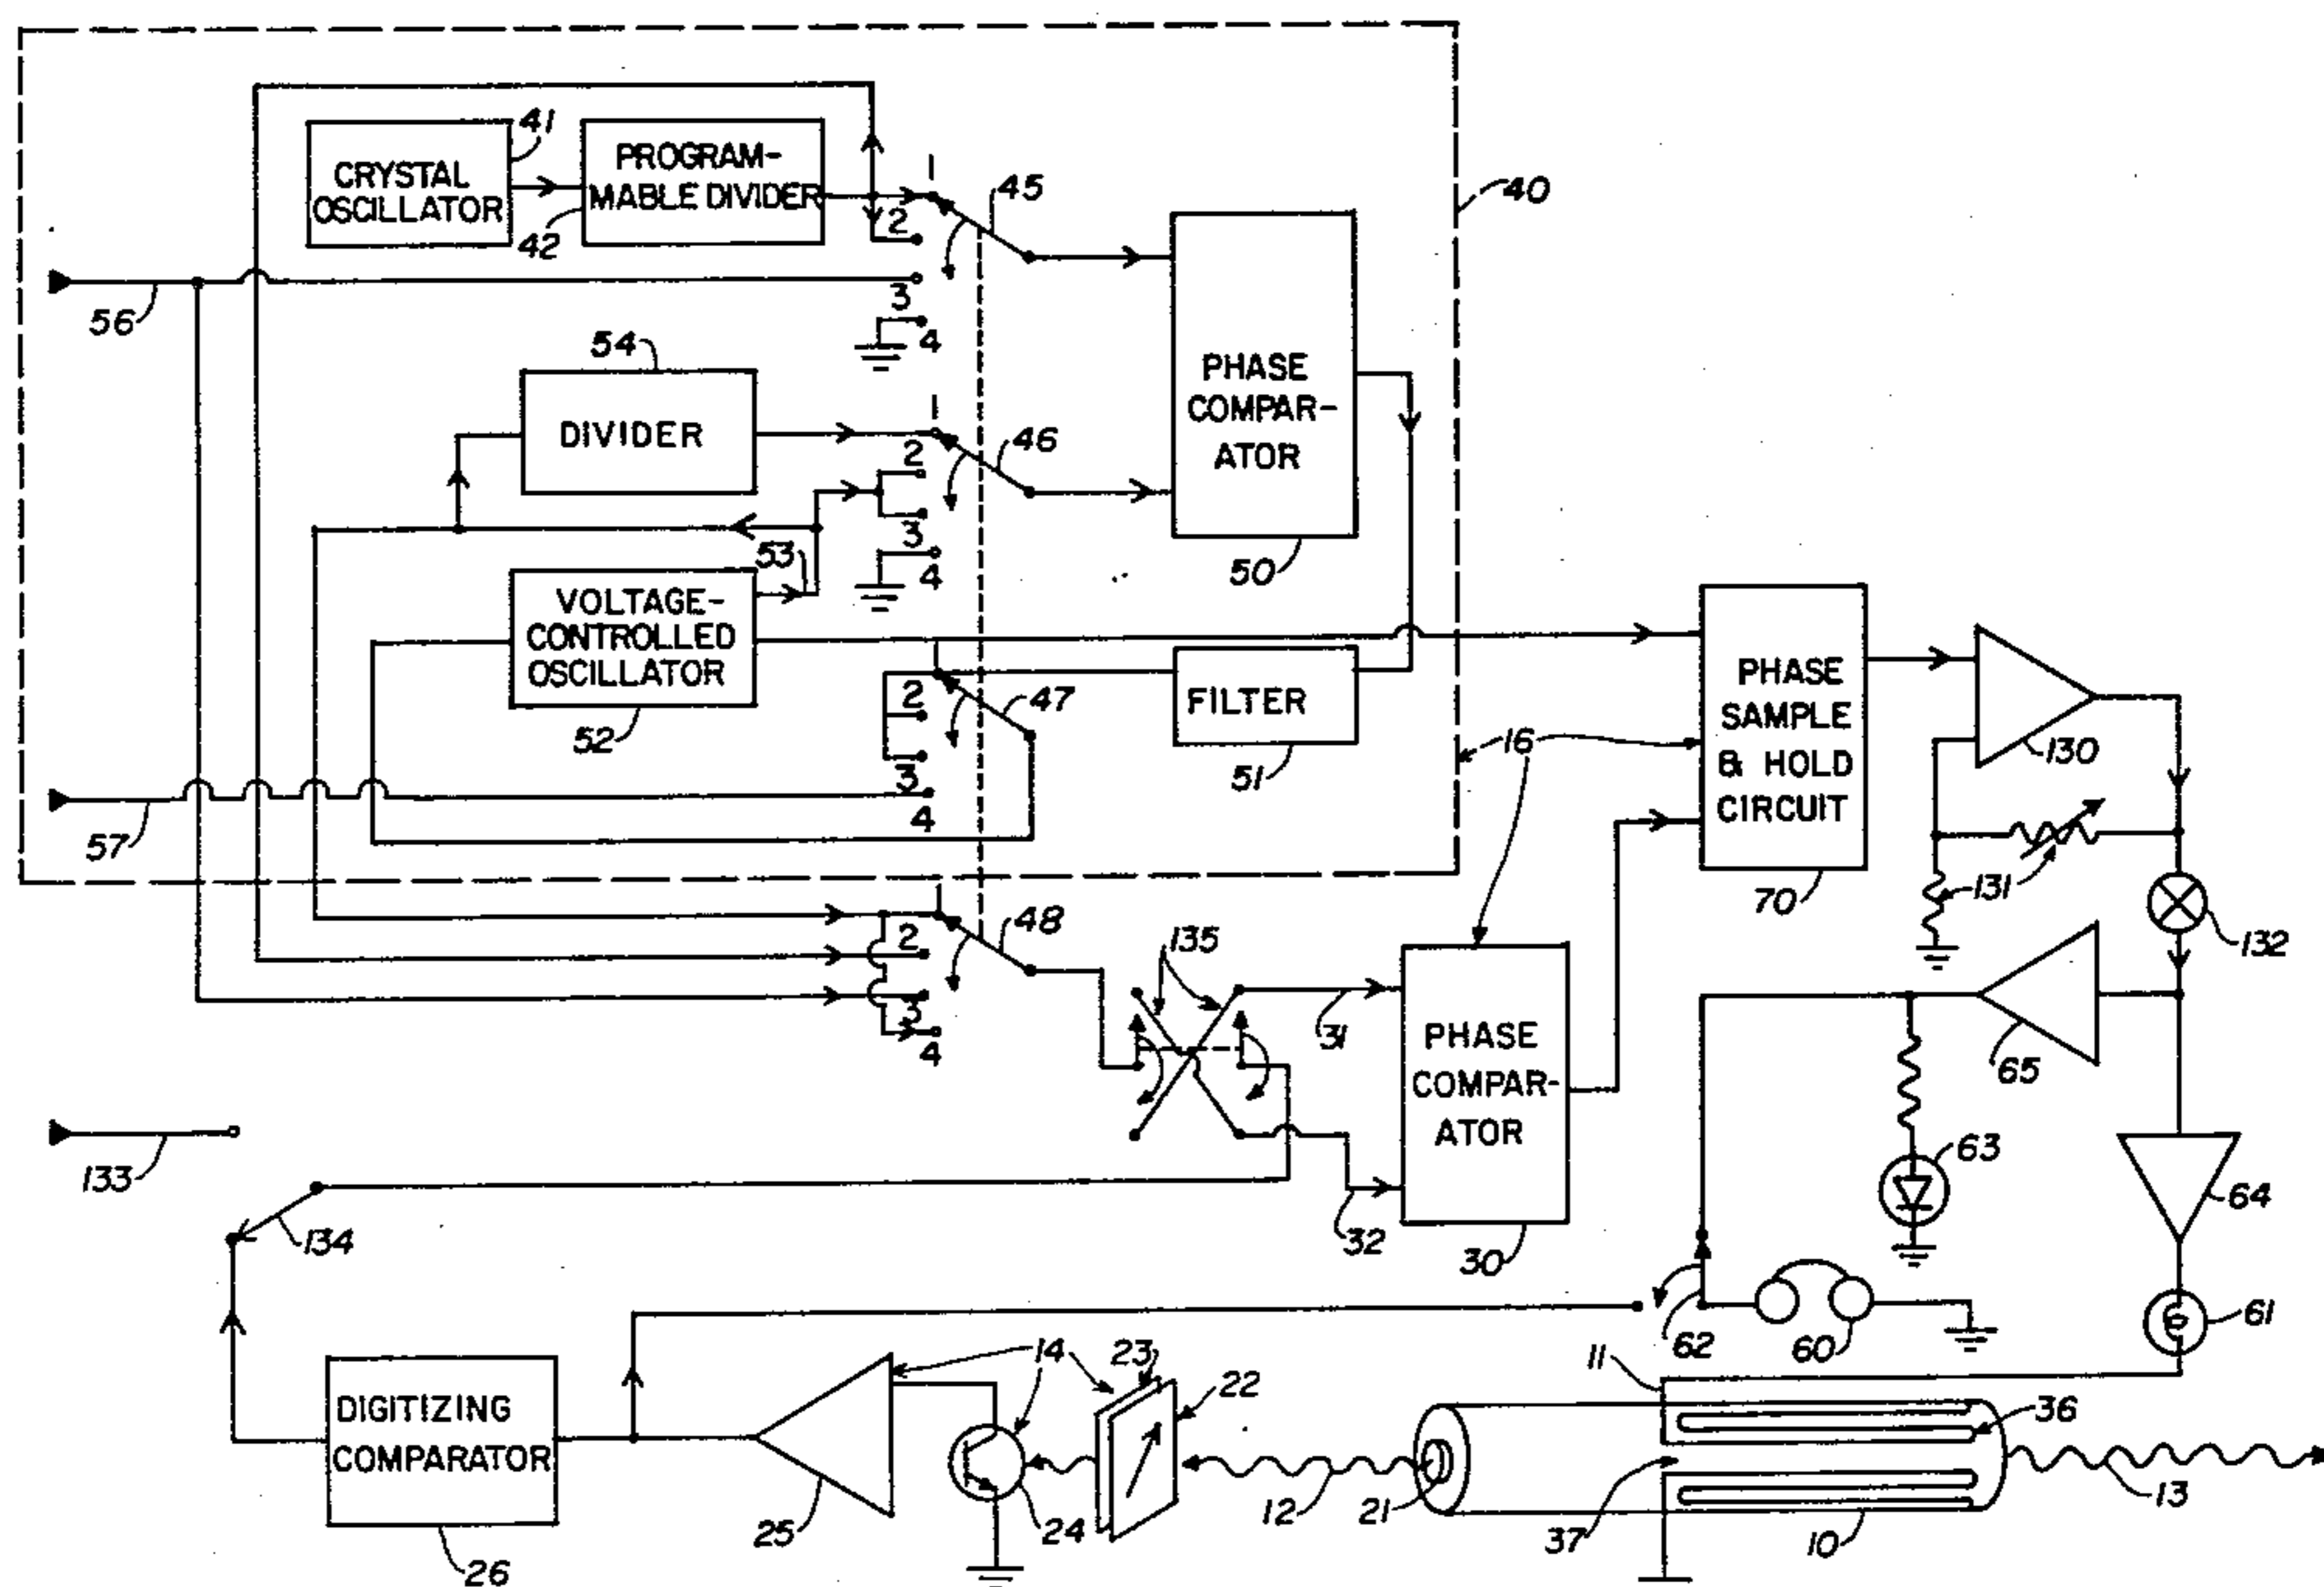 41
CRYSTAL
OSCILLATOR
PROGRAM-
MABLE DIVIDER
42
1
2
3
4
45
40
56
54
DIVIDER
1
2
3
4
46
PHASE
COMPAR-
ATOR
50
53
VOLTAGE-
CONTROLLED
OSCILLATOR
52
2
3
4
47
FILTER
51
16
57
PHASE
SAMPLE
& HOLD
CIRCUIT
70
130
131
132
2
3
4
48
135
31
PHASE
COMPAR-
ATOR
32
30
65
63
64
133
134
62
60
61
DIGITIZING
COMPARATOR
26
25
14
23
22
24
12
21
11
36
37
10
13